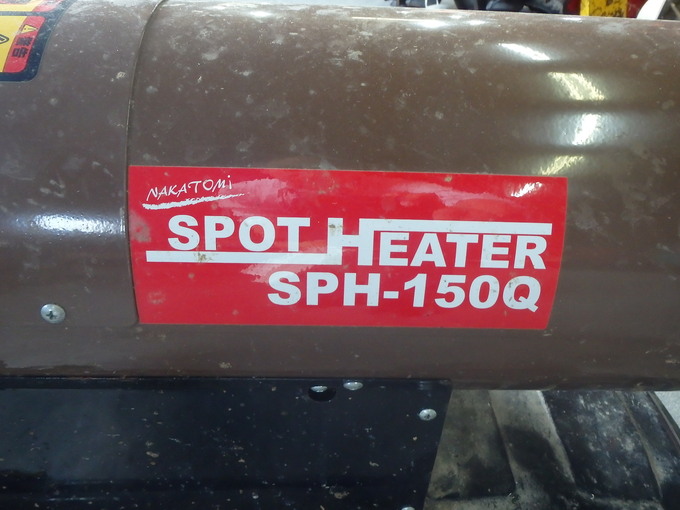 NAKATOMi
SPOT HEATER
SPH-150Q